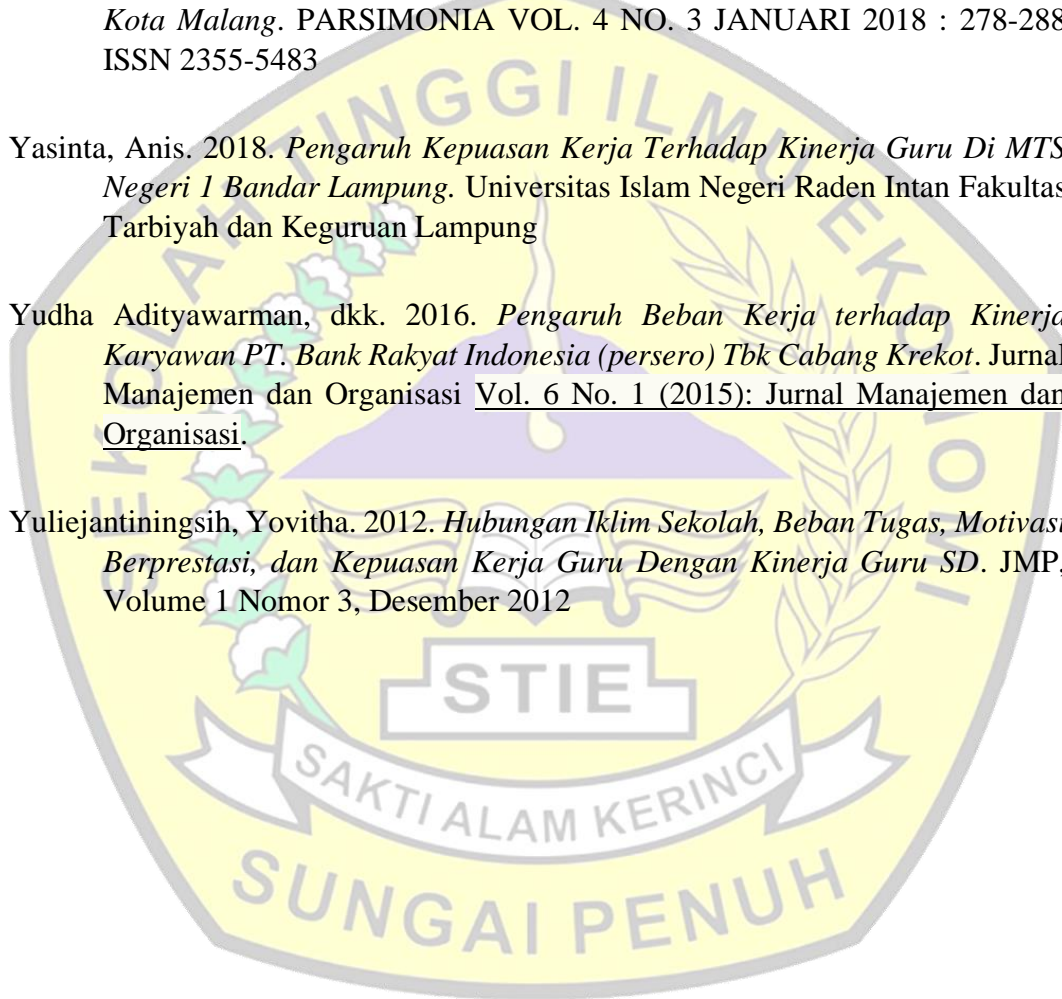 Kota Malang. PARSIMONIA VOL. 4 NO. 3 JANUARI 2018 : 278-288
ISSN 2355-5483
Yasinta, Anis. 2018. Pengaruh Kepuasan Kerja Terhadap Kinerja Guru Di MTS
Negeri 1 Bandar Lampung. Universitas Islam Negeri Raden Intan Fakultas
Tarbiyah dan Keguruan Lampung
Yudha Adityawarman, dkk. 2016. Pengaruh Beban Kerja terhadap Kinerja
Karyawan PT. Bank Rakyat Indonesia (persero) Tbk Cabang Krekot. Jurnal
Manajemen dan Organisasi Vol. 6 No. 1 (2015): Jurnal Manajemen dan
Organisasi.
Yuliejantiningsih, Yovitha. 2012. Hubungan Iklim Sekolah, Beban Tugas, Motivasi
Berprestasi, dan Kepuasan Kerja Guru Dengan Kinerja Guru SD. JMP,
Volume 1 Nomor 3, Desember 2012
SEKOLAH TINGGI ILMU EKONOMI
STIE
SAKTI ALAM KERINCI
SUNGAI PENUH